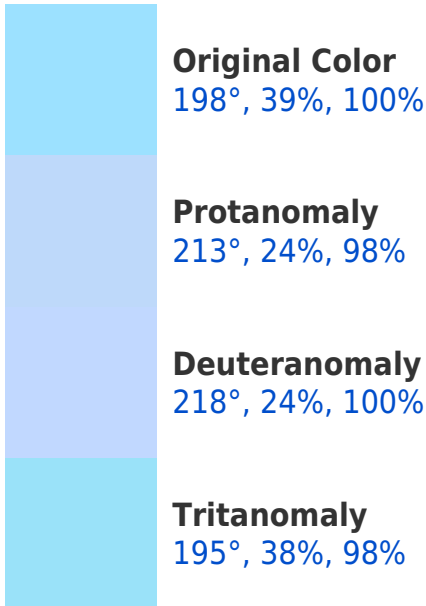 Original Color
198°, 39%, 100%
Protanomaly
213°, 24%, 98%
Deuteranomaly
218°, 24%, 100%
Tritanomaly
195°, 38%, 98%